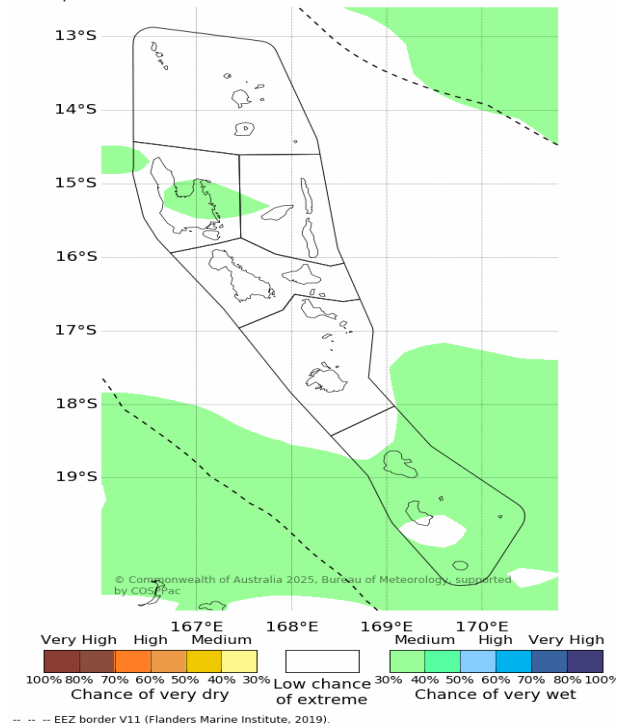 13°S
14°S
15°S
16°S
17°S
18°S
19°S
© Commonwealth of Australia 2025, Bureau of Meteorology, supported
by COSPPac
167°E 168°E 169°E 170°E
Very High High Medium
Medium High Very High
100% 80% 70% 60% 50% 40% 30%
30% 40% 50% 60% 70% 80% 100%
Chance of very dry
Low chance
of extreme
Chance of very wet
-- -- -- EEZ border V11 (Flanders Marine Institute, 2019).